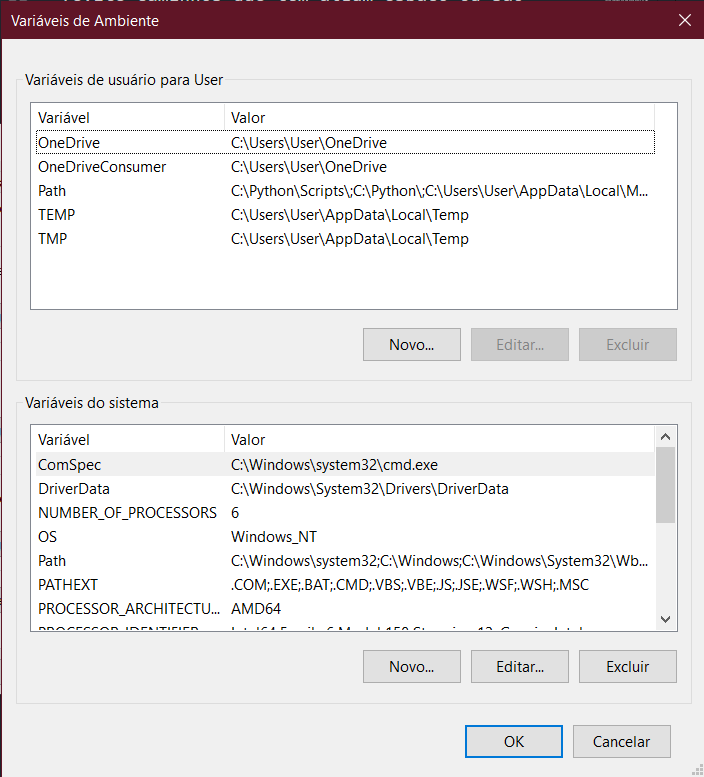 Variáveis de Ambiente
Variáveis de usuário para User
Variável Valor
OneDrive C:\Users\User\OneDrive
OneDriveConsumer C:\Users\User\OneDrive
Path C:\Python\Scripts\;C:\Python\;C:\Users\User\AppData\Local\M...
TEMP C:\Users\User\AppData\Local\Temp
TMP C:\Users\User\AppData\Local\Temp
Novo... Editar... Excluir
Variáveis do sistema
Variável Valor
ComSpec C:\Windows\system32\cmd.exe
DriverData C:\Windows\System32\Drivers\DriverData
NUMBER_OF_PROCESSORS 6
OS Windows_NT
Path C:\Windows\system32;C:\Windows;C:\Windows\System32\Wb...
PATHEXT .COM;.EXE;.BAT;.CMD;.VBS;.VBE;.JS;.JSE;.WSF;.WSH;.MSC
PROCESSOR_ARCHITECTU... AMD64
Novo... Editar... Excluir
OK Cancelar